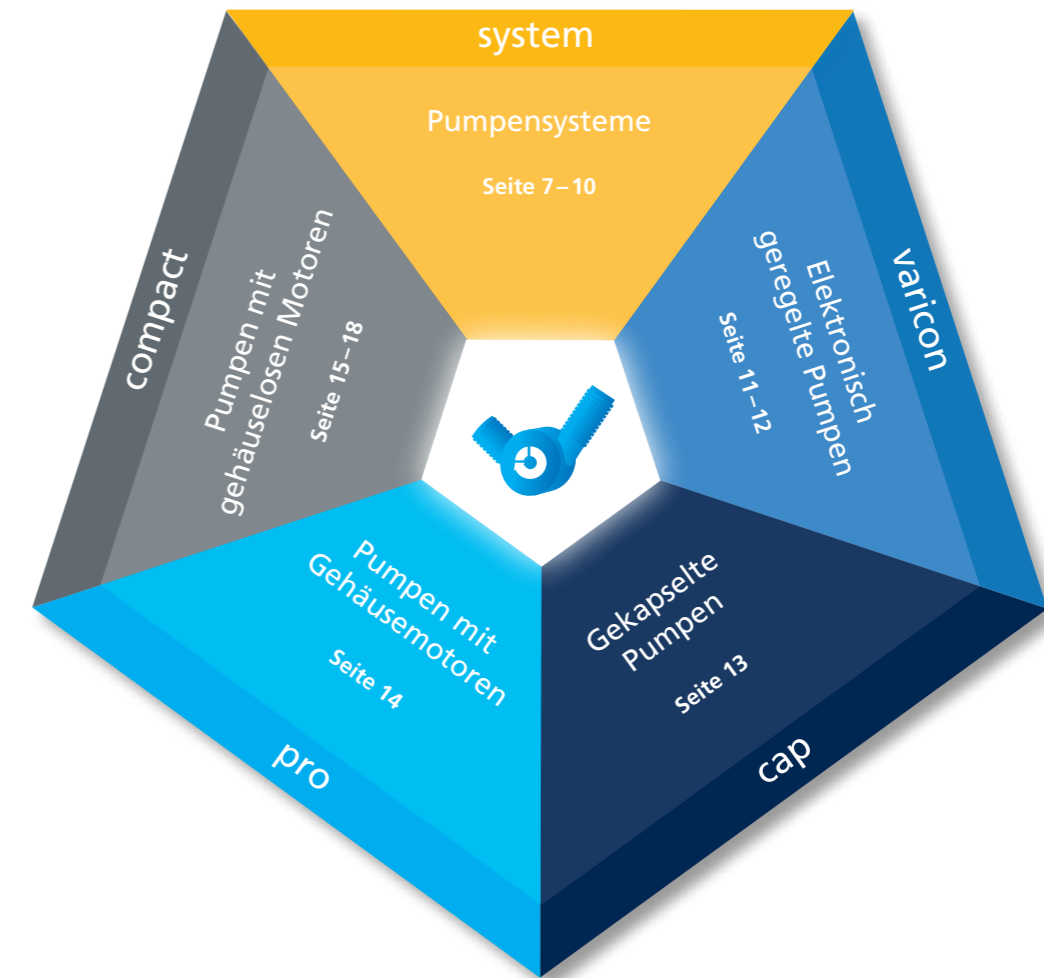 system
Pumpensysteme
Seite 7–10
varicon
Elektronisch
geregelte Pumpen
Seite 11–12
cap
Gekapselte
Pumpen
Seite 13
pro
Pumpen mit
Gehäusemotoren
Seite 14
compact
Pumpen mit
gehäuselosen Motoren
Seite 15–18